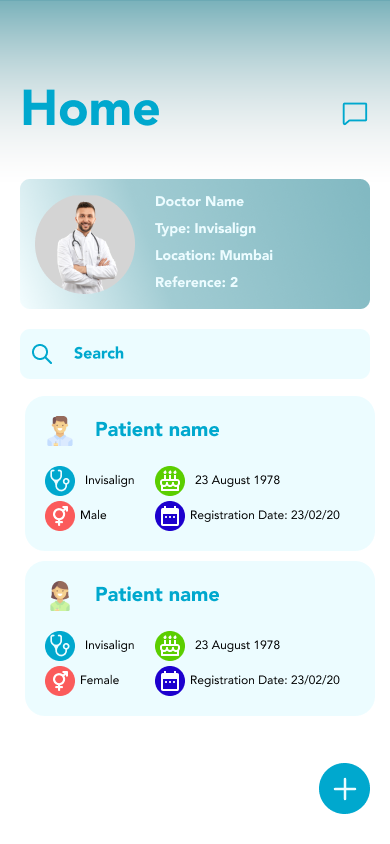 Home
Doctor Name
Type: Invisalign
Location: Mumbai
Reference: 2
Search
Patient name
Invisalign
23 August 1978
Male
Registration Date: 23/02/20
Patient name
Invisalign
23 August 1978
Female
Registration Date: 23/02/20